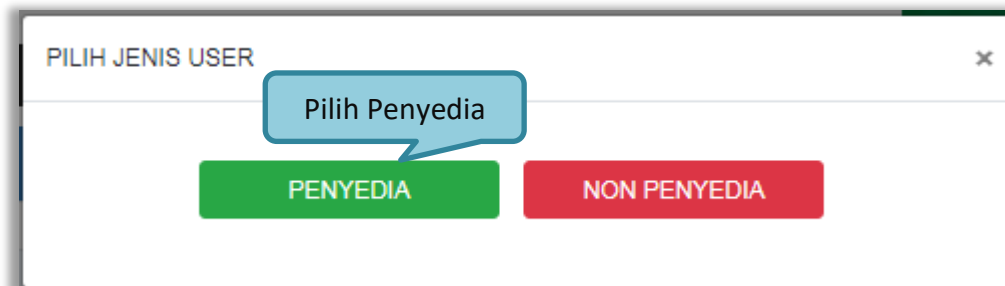 PILIH JENIS USER
×
Pilih Penyedia
PENYEDIA
NON PENYEDIA